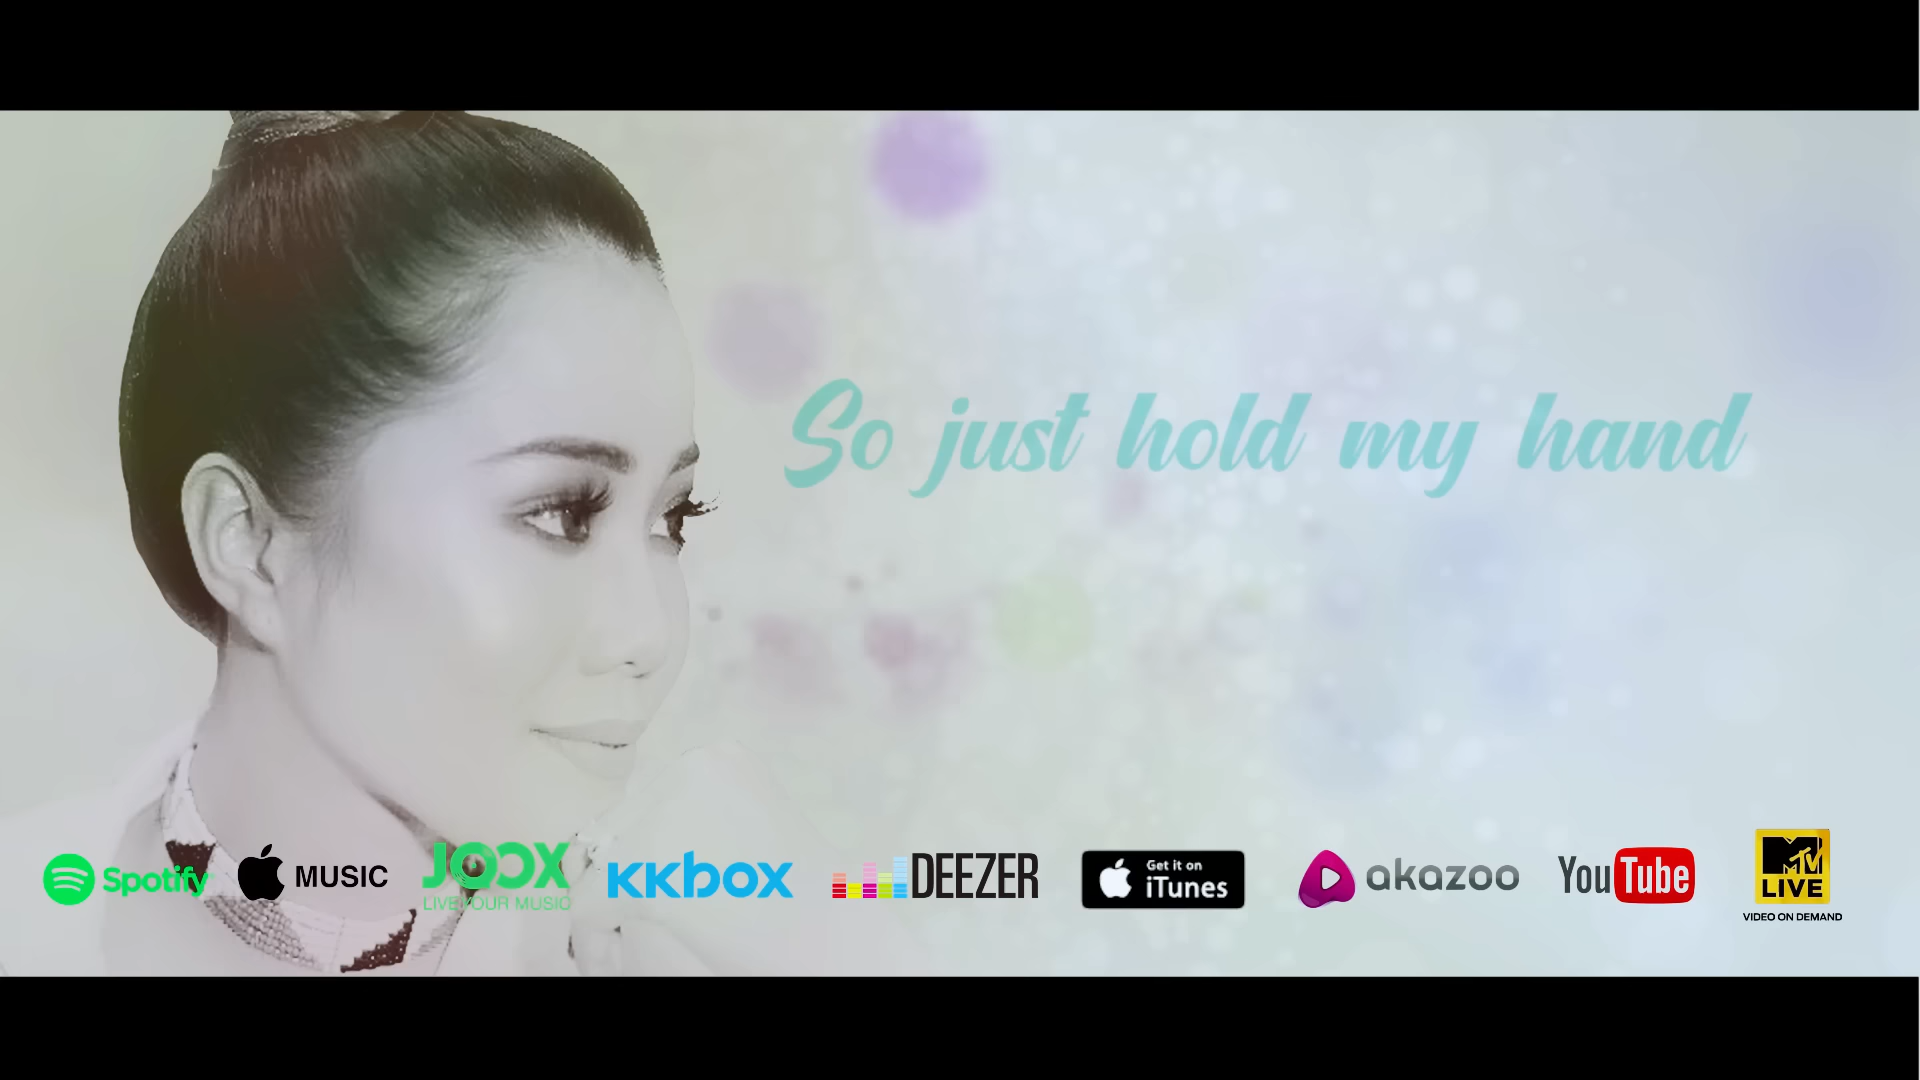 So just hold my hand
Spotify
MUSIC
JOOX
LIVE YOUR MUSIC
KKBOX
DEEZER
Get it on
iTunes
akazoo
YouTube
MTV
LIVE
VIDEO ON DEMAND